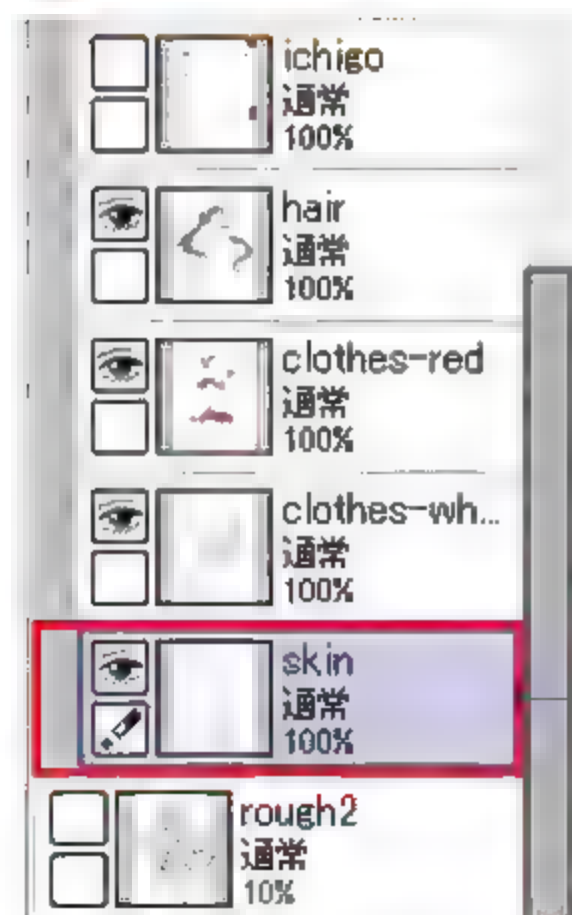 ichigo
通常
100%
hair
通常
100%
clothes-red
通常
100%
clothes-wh...
通常
100%
skin
通常
100%
rough2
通常
10%